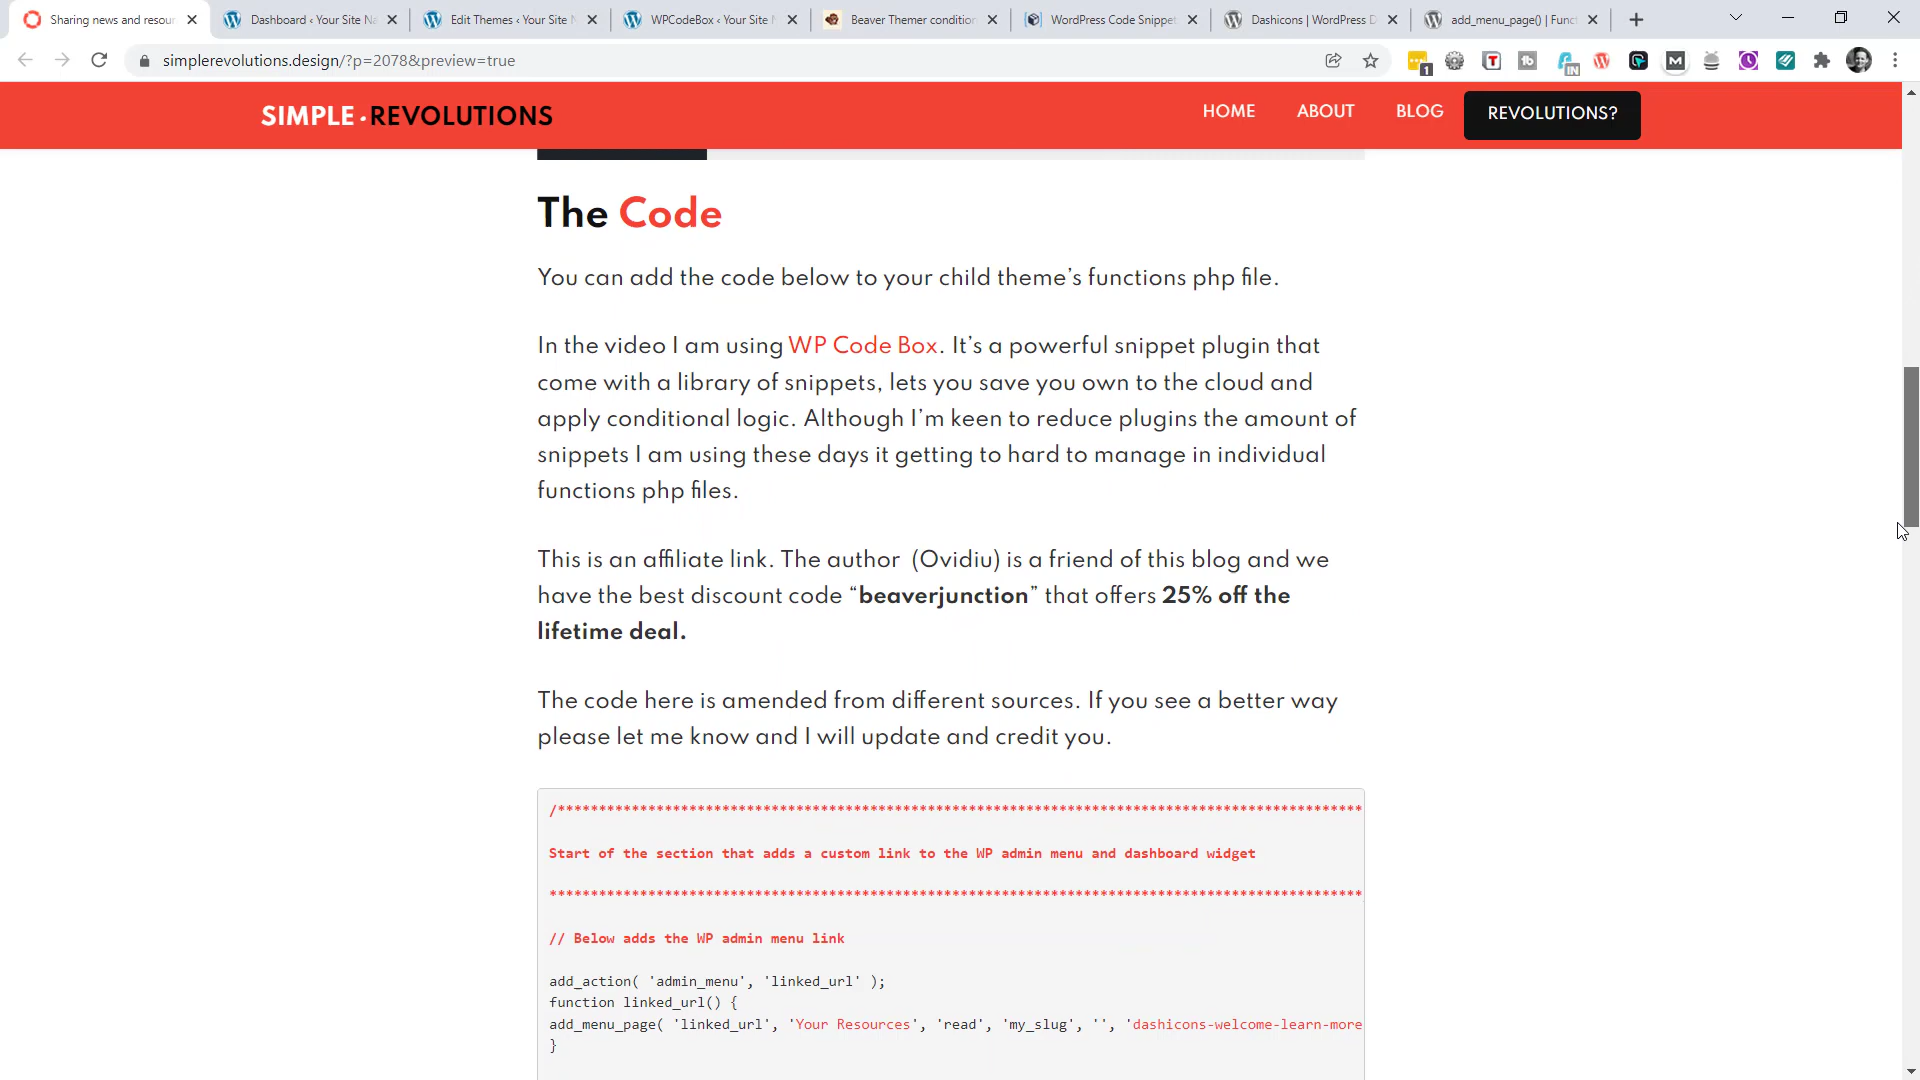 Sharing news and resour
Dashboard ‹ Your Site Na
Edit Themes ‹ Your Site N
WPCodeBox ‹ Your Site N
Beaver Themer condition
WordPress Code Snippet
Dashicons | WordPress D
add_menu_page() | Funct
simplerevolutions.design/?p=2078&preview=true
1
T
IN
M
SIMPLE·REVOLUTIONS
HOME
ABOUT
BLOG
REVOLUTIONS?
The Code
You can add the code below to your child theme’s functions php file.
In the video I am using WP Code Box. It’s a powerful snippet plugin that
come with a library of snippets, lets you save you own to the cloud and
apply conditional logic. Although I’m keen to reduce plugins the amount of
snippets I am using these days it getting to hard to manage in individual
functions php files.
This is an affiliate link. The author (Ovidiu) is a friend of this blog and we
have the best discount code “beaverjunction” that offers 25% off the
lifetime deal.
The code here is amended from different sources. If you see a better way
please let me know and I will update and credit you.
/**************************************************************************************************
Start of the section that adds a custom link to the WP admin menu and dashboard widget
***************************************************************************************************
// Below adds the WP admin menu link
add_action( 'admin_menu', 'linked_url' );
function linked_url() {
add_menu_page( 'linked_url', 'Your Resources', 'read', 'my_slug', '', 'dashicons-welcome-learn-more
}